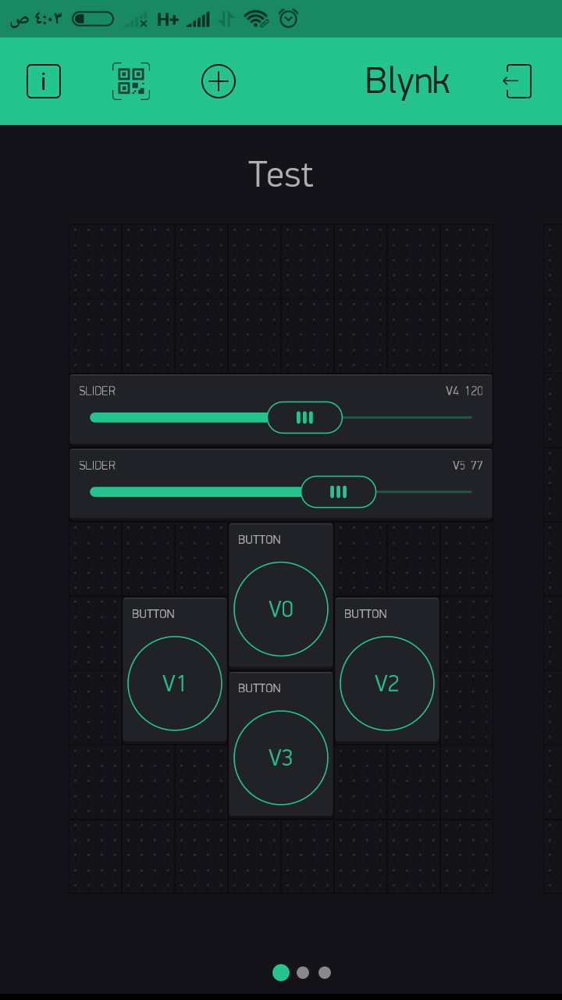 ٤:٠٣ ص H+
i Blynk
Test
SLIDER V4 120
SLIDER V5 77
BUTTON
V0
BUTTON BUTTON
V1 V2
BUTTON
V3